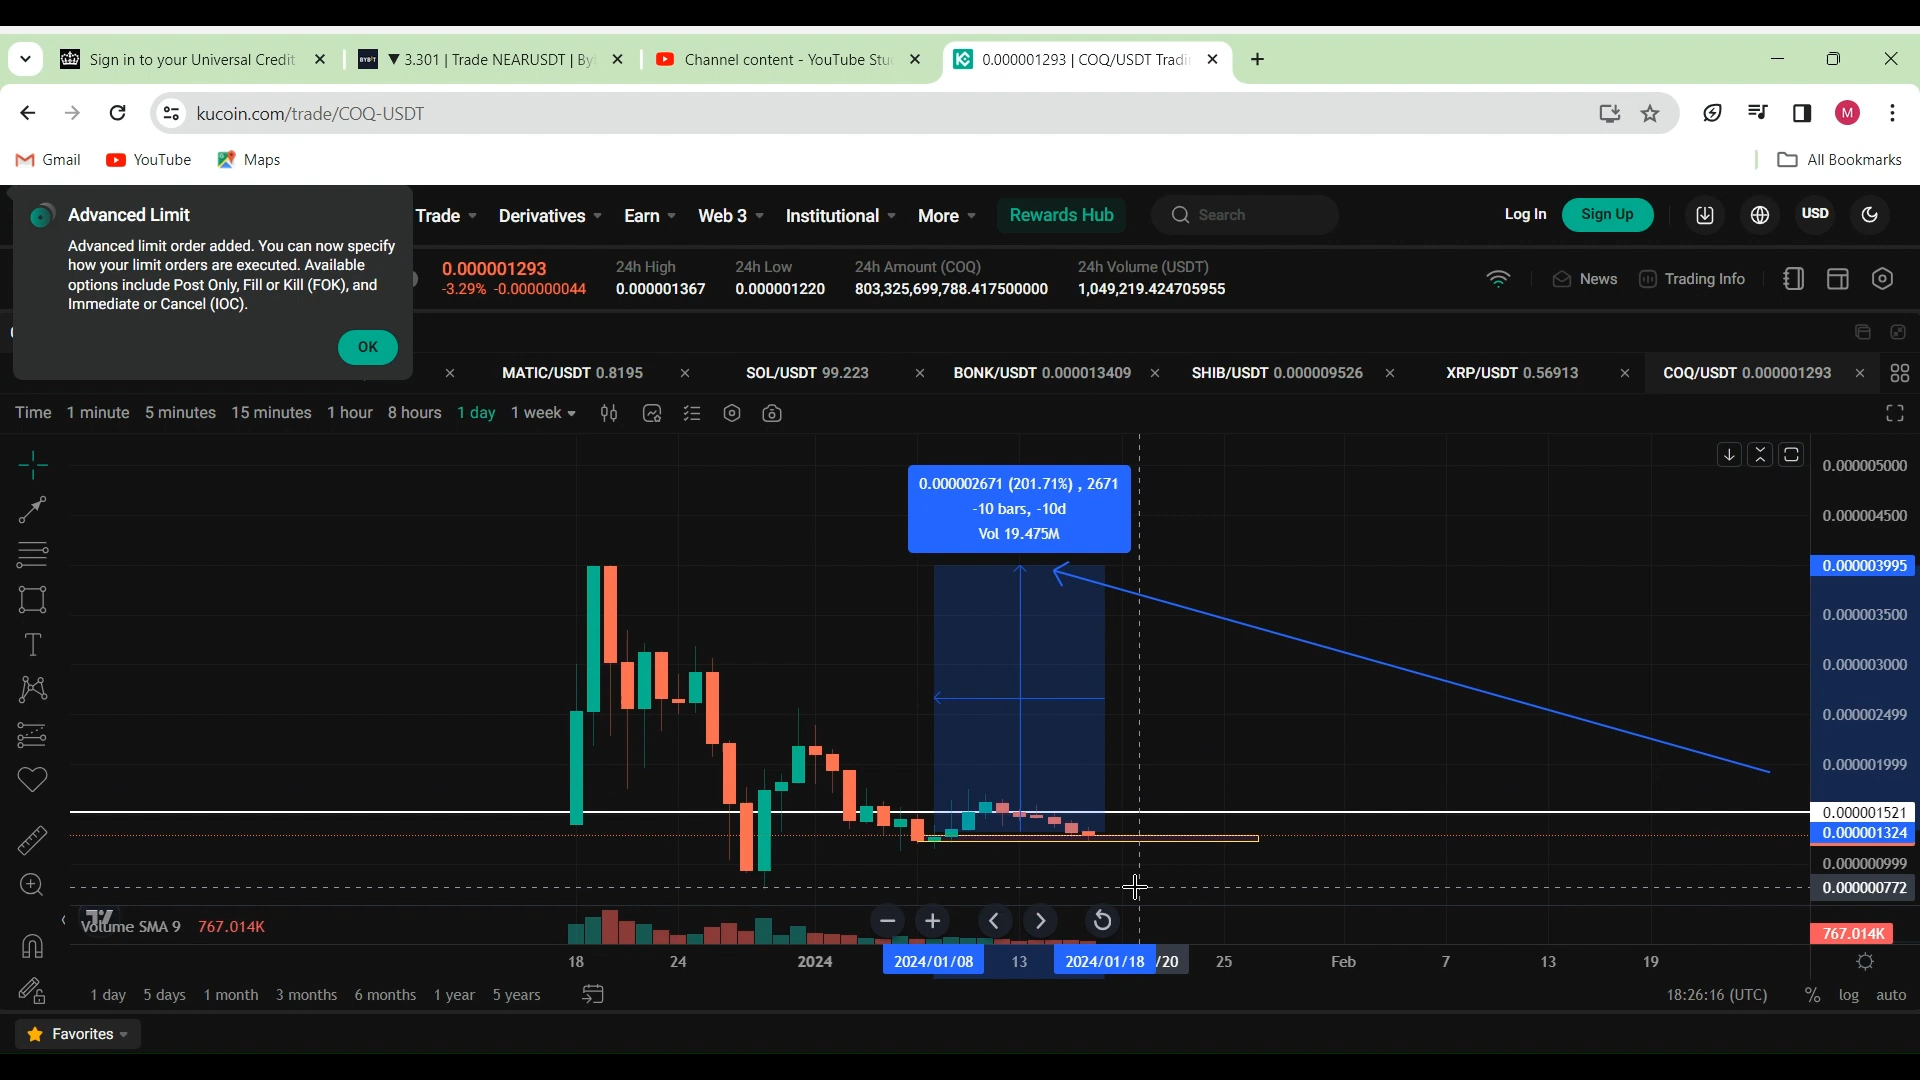 Sign in to your Universal Credit
▼ 3.301 | Trade NEARUSDT | By
Channel content - YouTube Stu
0.000001293 | COQ/USDT Tradi
kucoin.com/trade/COQ-USDT
M
Gmail
YouTube
Maps
All Bookmarks
Advanced Limit
Advanced limit order added. You can now specify
how your limit orders are executed. Available
options include Post Only, Fill or Kill (FOK), and
Immediate or Cancel (IOC).
OK
Trade
Derivatives
Earn
Web 3
Institutional
More
Rewards Hub
Search
Log In
Sign Up
USD
0.000001293
-3.29% -0.000000044
24h High
0.000001367
24h Low
0.000001220
24h Amount (COQ)
803,325,699,788.417500000
24h Volume (USDT)
1,049,219.424705955
News
Trading Info
MATIC/USDT 0.8195
SOL/USDT 99.223
BONK/USDT 0.000013409
SHIB/USDT 0.000009526
XRP/USDT 0.56913
COQ/USDT 0.000001293
Time 1 minute 5 minutes 15 minutes 1 hour 8 hours 1 day 1 week
0.000002671 (201.71%) , 2671
-10 bars, -10d
Vol 19.475M
0.000005000
0.000004500
0.000003995
0.000003500
0.000003000
0.000002499
0.000001999
0.000001521
0.000001324
0.000000999
0.000000772
Volume SMA 9 767.014K
767.014K
18 24 2024 2024/01/08 13 2024/01/18 /20 25 Feb 7 13 19
1 day 5 days 1 month 3 months 6 months 1 year 5 years
18:26:16 (UTC) % log auto
Favorites